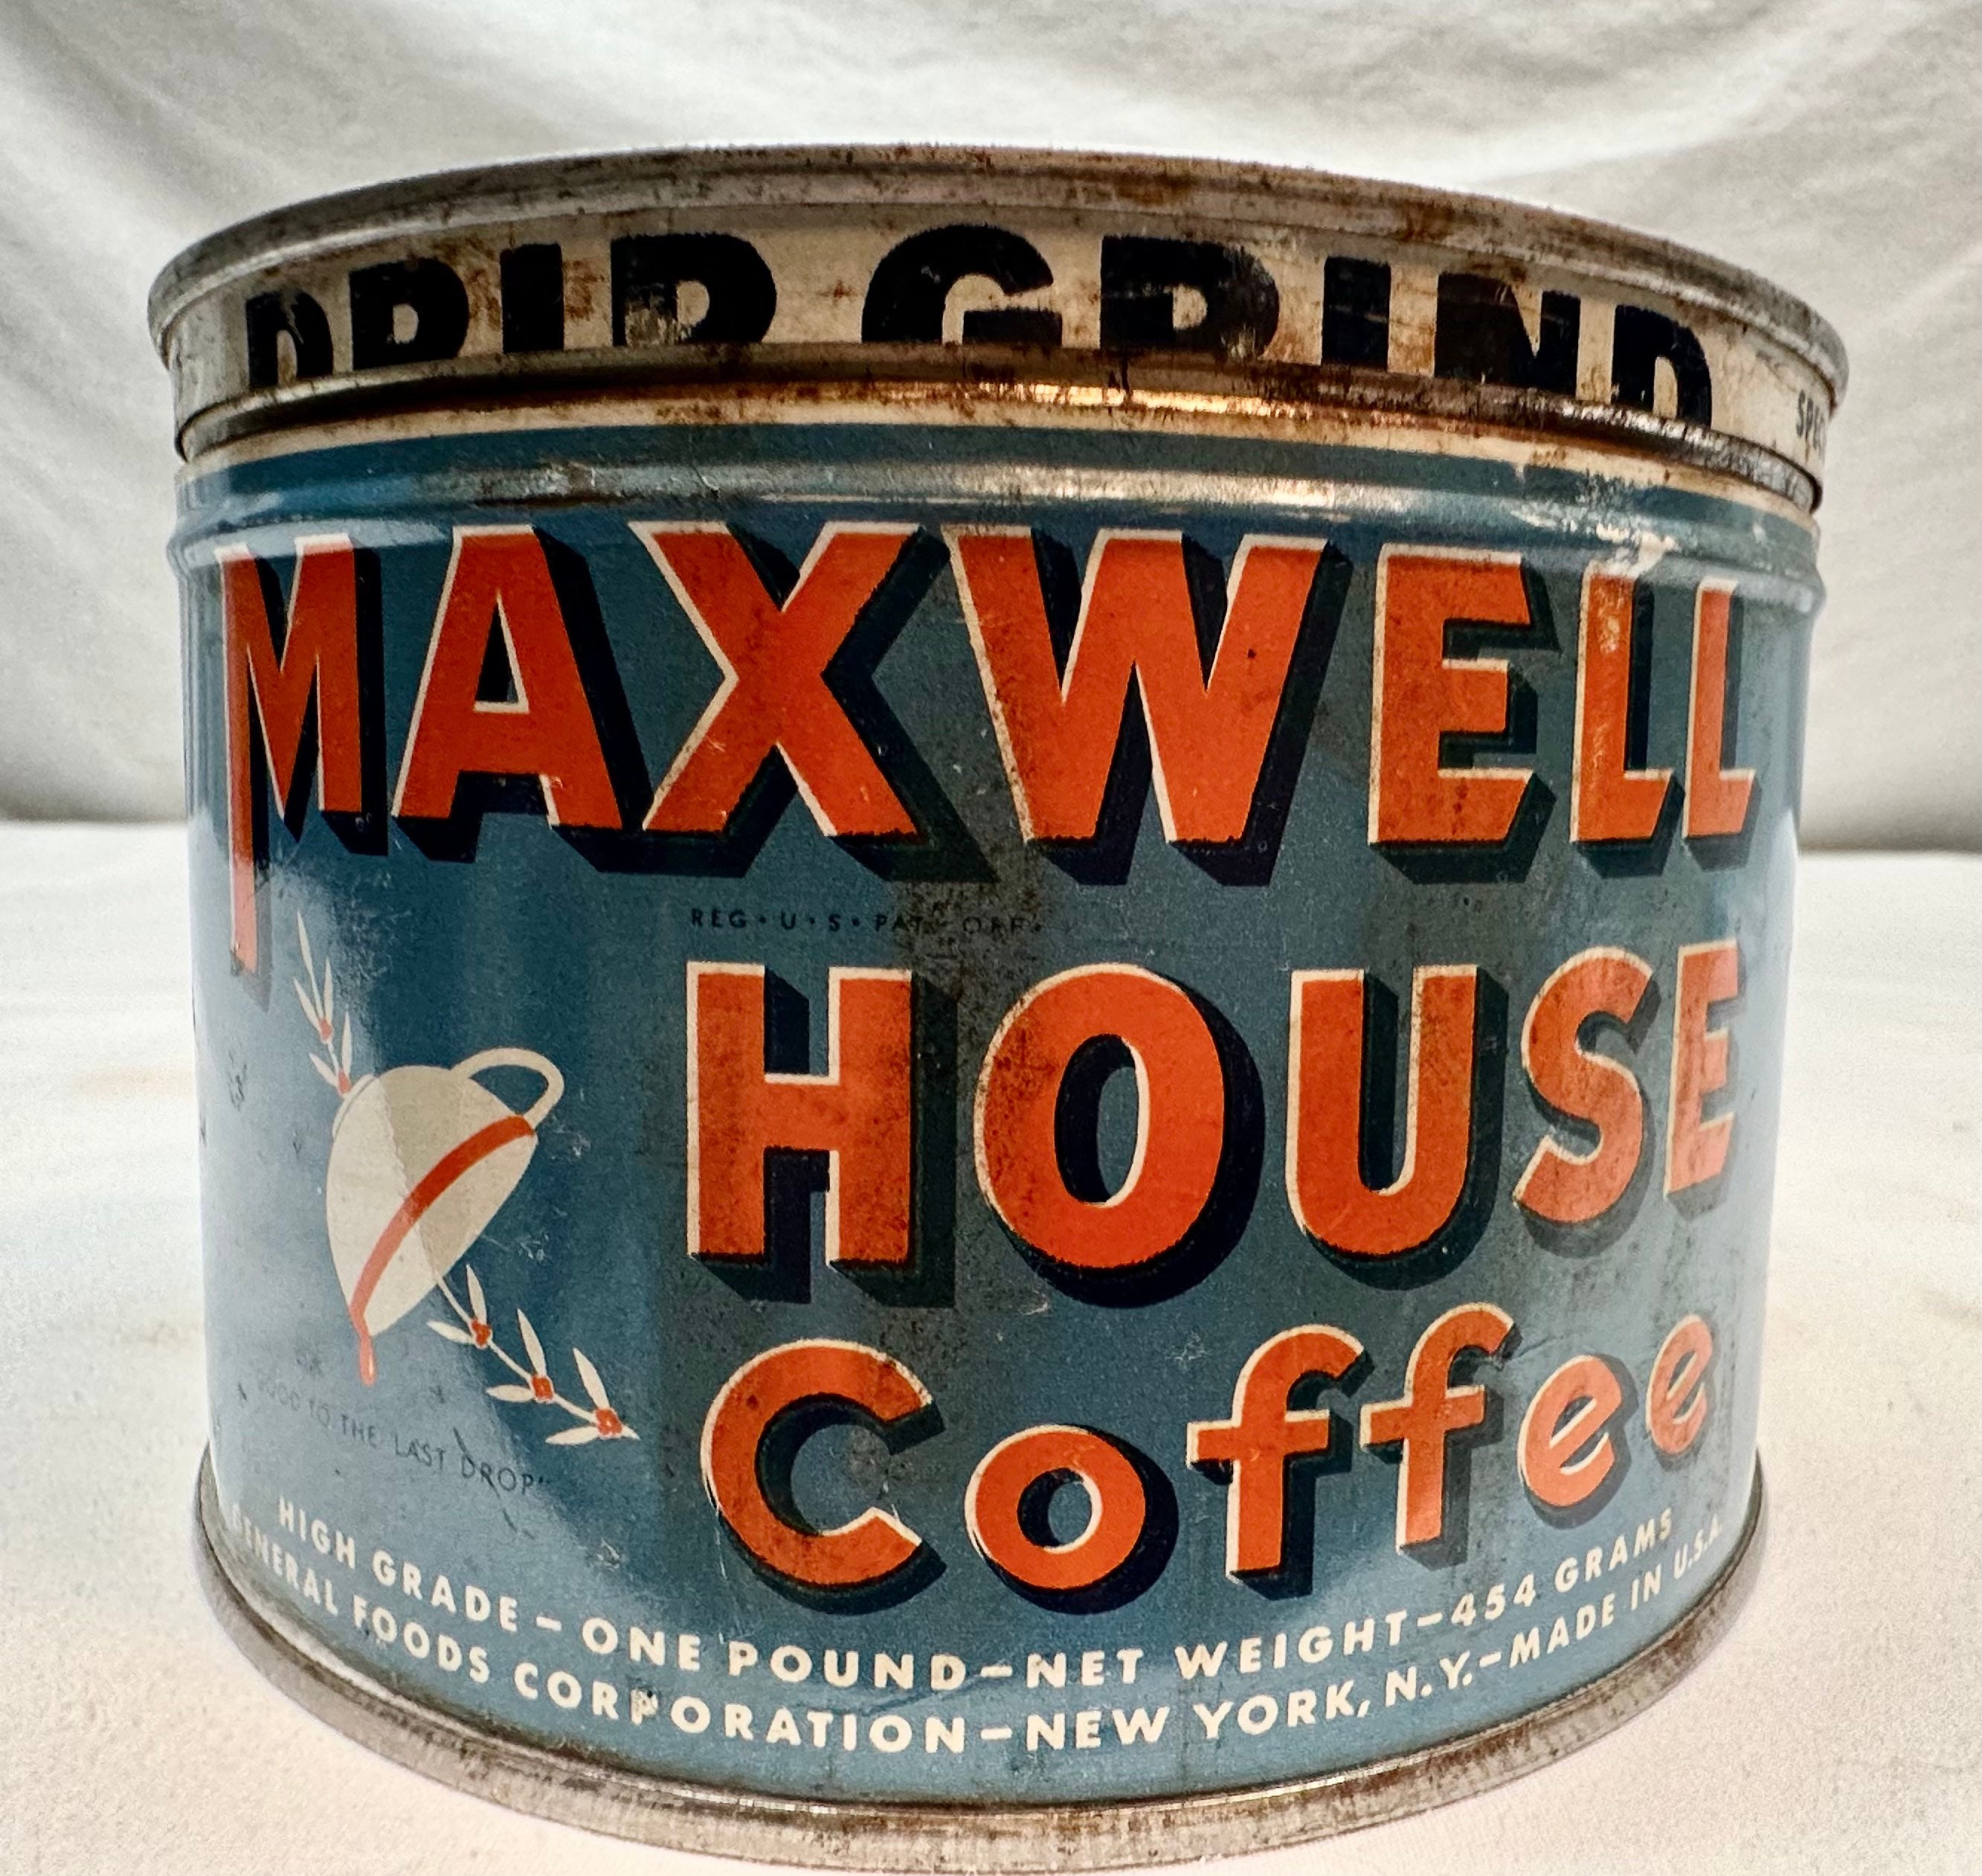 DRIP GRIND
MAXWELL
REG · U · S · PAT · OFF ·
HOUSE
Coffee
GOOD TO THE LAST DROP"
HIGH GRADE – ONE POUND – NET WEIGHT – 454 GRAMS
GENERAL FOODS CORPORATION – NEW YORK, N.Y. – MADE IN U.S.A.